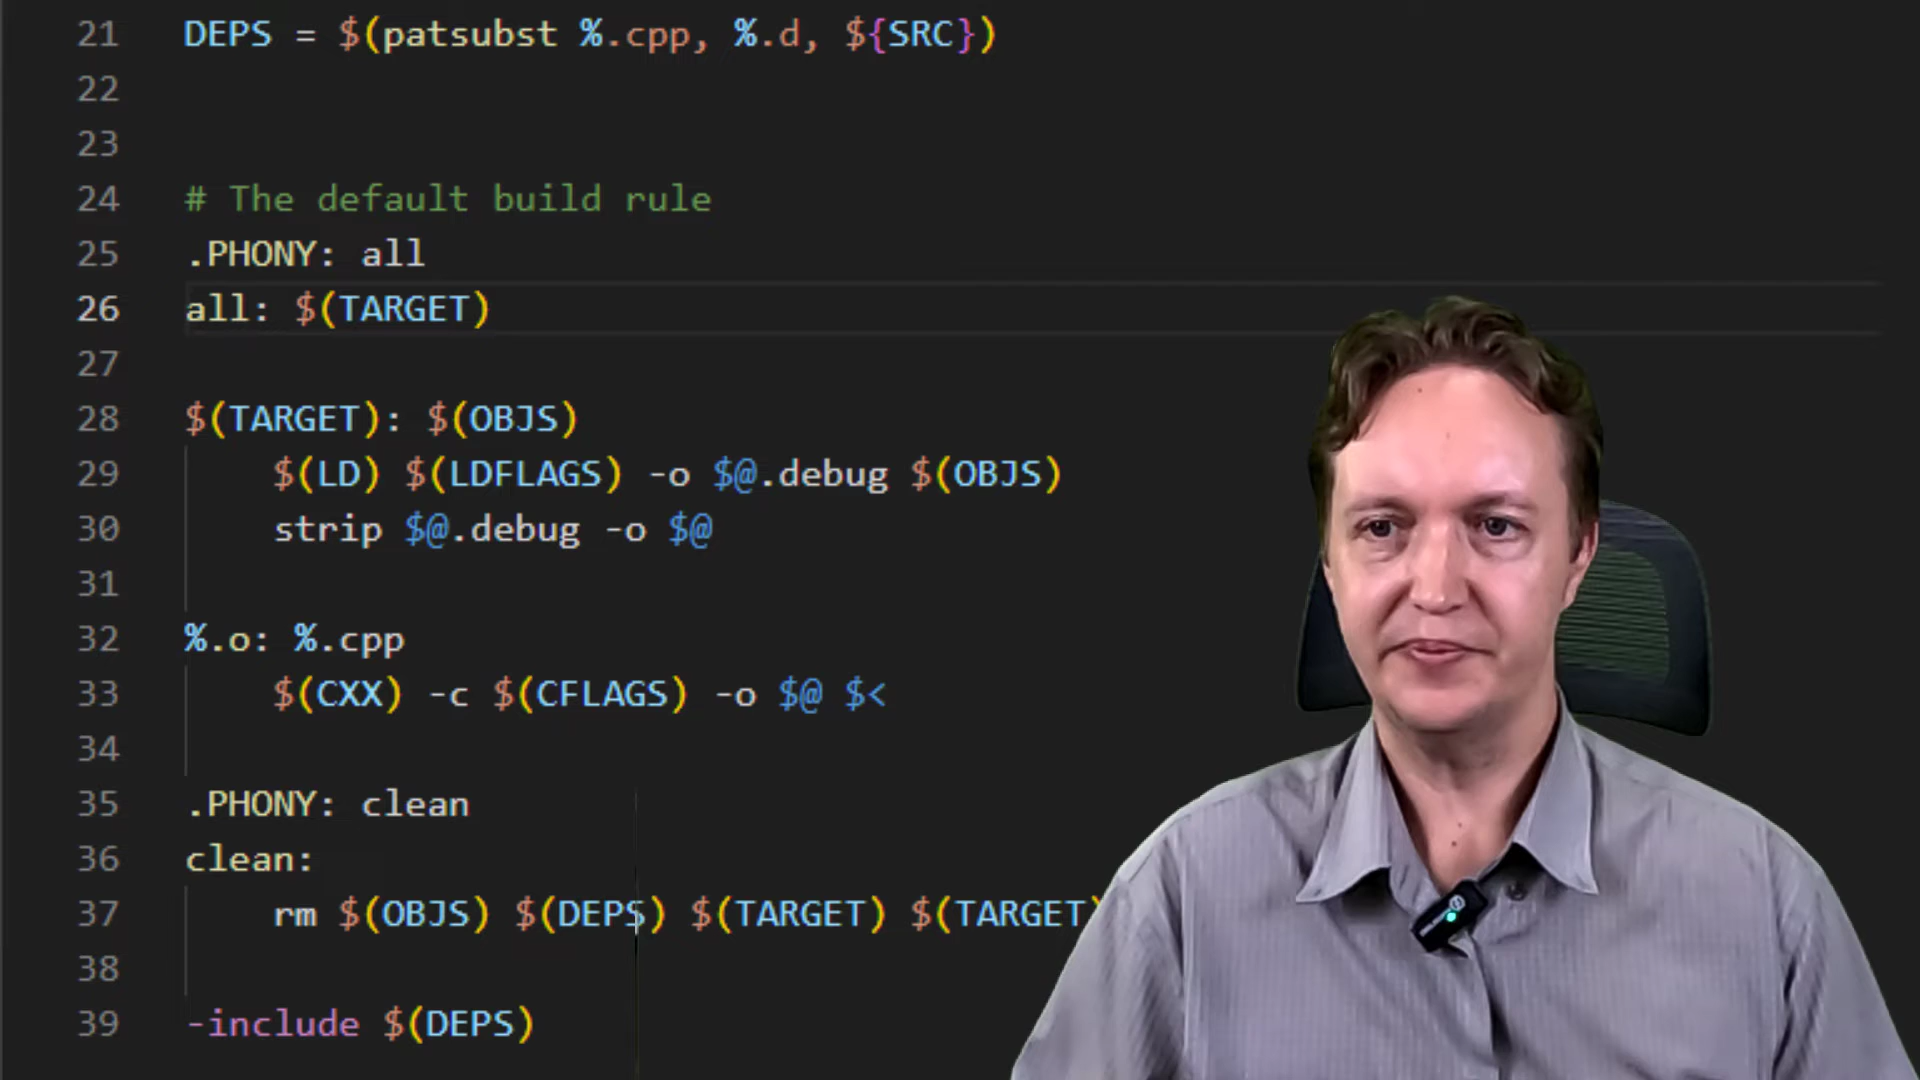 21 DEPS = $(patsubst %.cpp, %.d, ${SRC})
22
23
24 # The default build rule
25 .PHONY: all
26 all: $(TARGET)
27
28 $(TARGET): $(OBJS)
29 $(LD) $(LDFLAGS) -o $@.debug $(OBJS)
30 strip $@.debug -o $@
31
32 %.o: %.cpp
33 $(CXX) -c $(CFLAGS) -o $@ $<
34
35 .PHONY: clean
36 clean:
37 rm $(OBJS) $(DEPS) $(TARGET) $(TARGET)
38
39 -include $(DEPS)